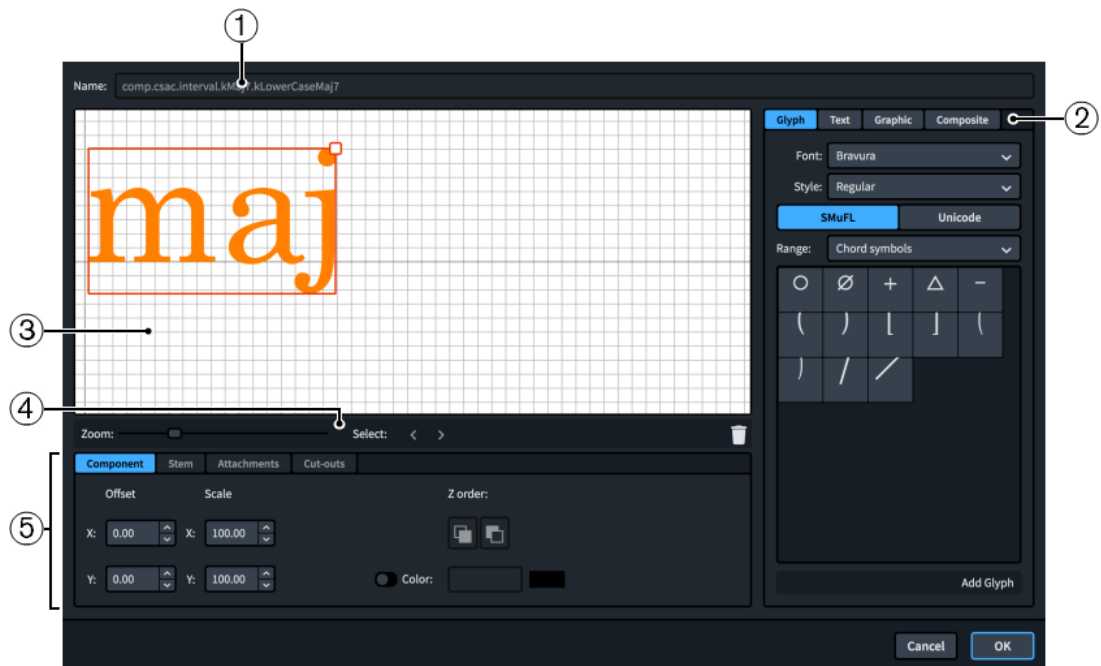 1
Name: comp.csac.interval.kMaj7.kLowerCaseMaj7
2
Glyph Text Graphic Composite
maj
Font: Bravura
Style: Regular
SMuFL Unicode
Range: Chord symbols
3
4
Zoom: Select: < >
Component Stem Attachments Cut-outs
Offset Scale Z order:
5
X: 0.00 X: 100.00
Y: 0.00 Y: 100.00 Color:
Add Glyph
Cancel OK